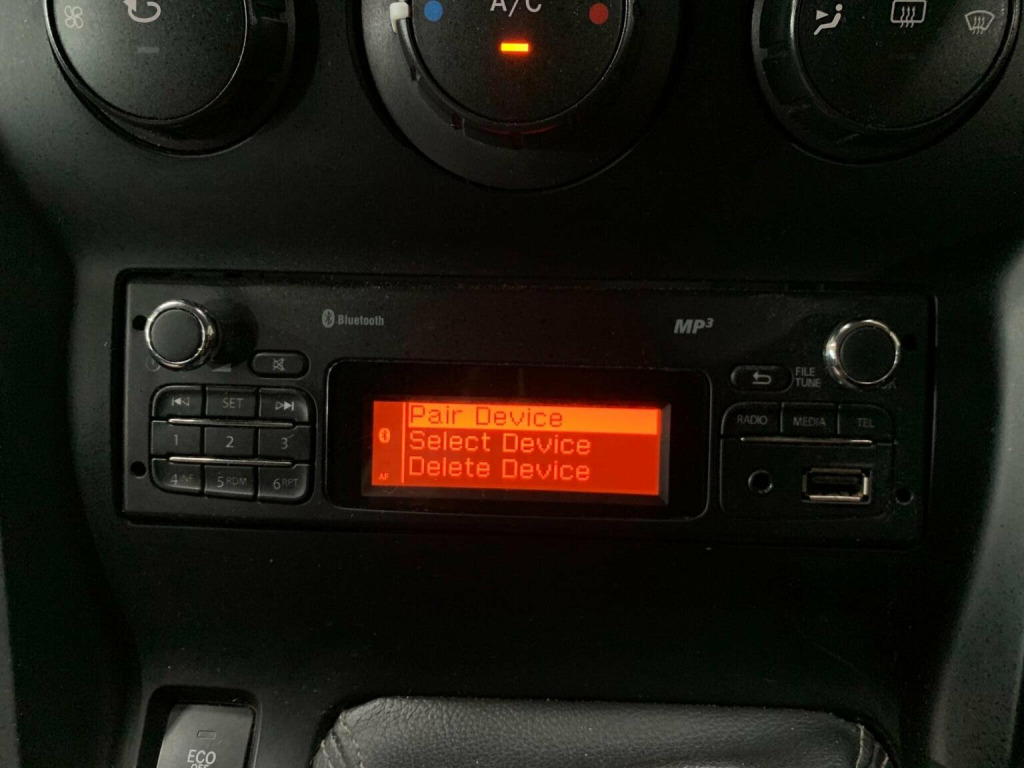 A/C
Bluetooth
MP3
FILE
TUNE
SET
RADIO
MEDIA
TEL
Pair Device
Select Device
Delete Device
AF
1
2
3
4
5 RDM
6 RPT
ECO
OFF